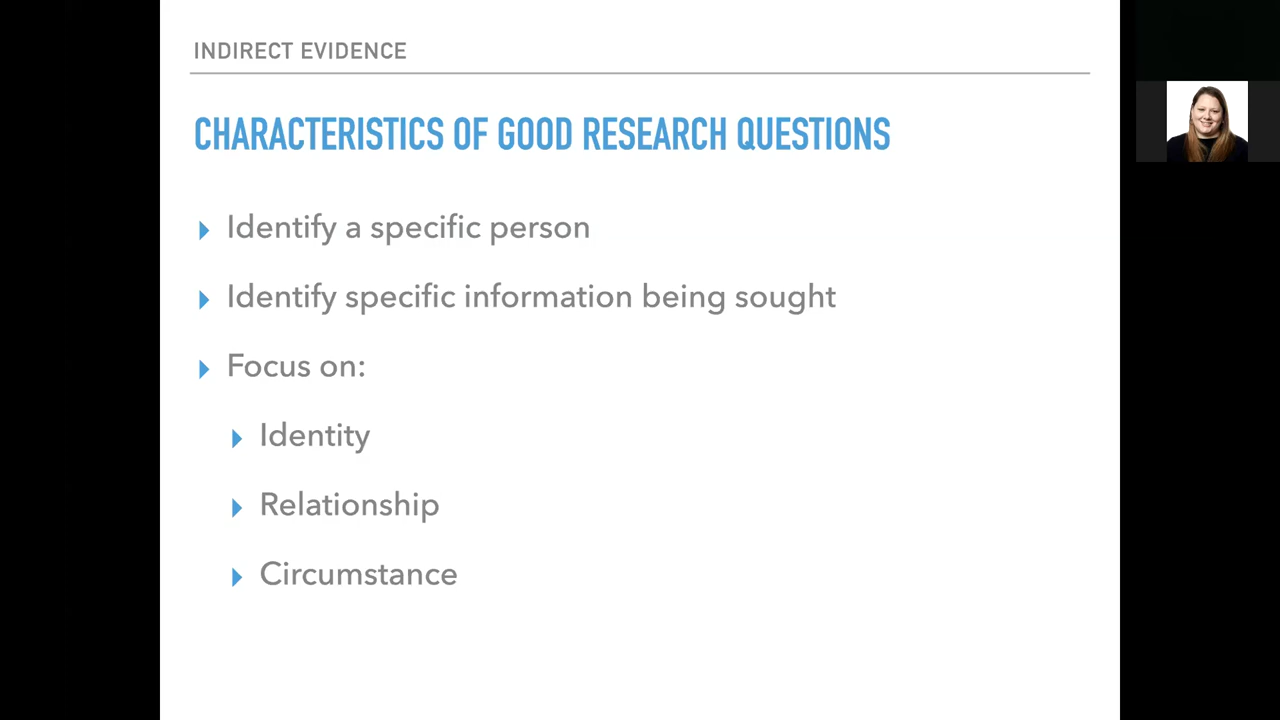 INDIRECT EVIDENCE
CHARACTERISTICS OF GOOD RESEARCH QUESTIONS
Identify a specific person
Identify specific information being sought
Focus on:
Identity
Relationship
Circumstance